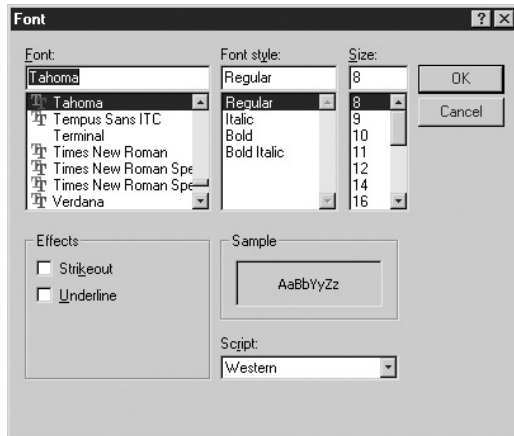 Font
Font:
Tahoma
Tahoma
Tempus Sans ITC
Terminal
Times New Roman
Times New Roman Spe
Times New Roman Spe
Verdana
Font style:
Regular
Regular
Italic
Bold
Bold Italic
Size:
8
8
9
10
11
12
14
16
OK
Cancel
Effects
Strikeout
Underline
Sample
AaBbYyZz
Script:
Western